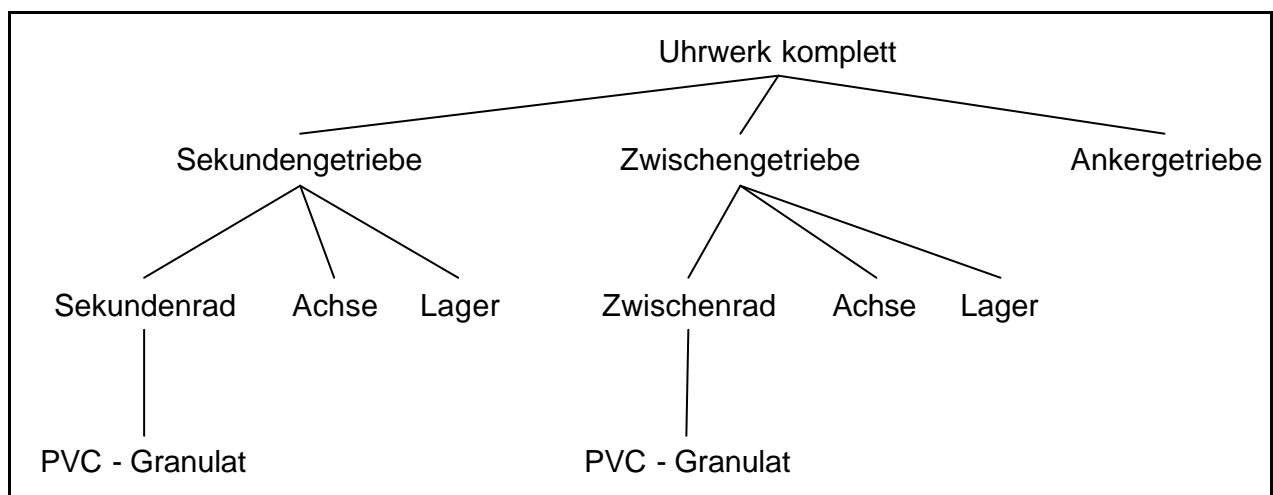 Uhrwerk komplett
Sekundengetriebe Zwischengetriebe Ankergetriebe
Sekundenrad Achse Lager Zwischenrad Achse Lager
PVC - Granulat PVC - Granulat